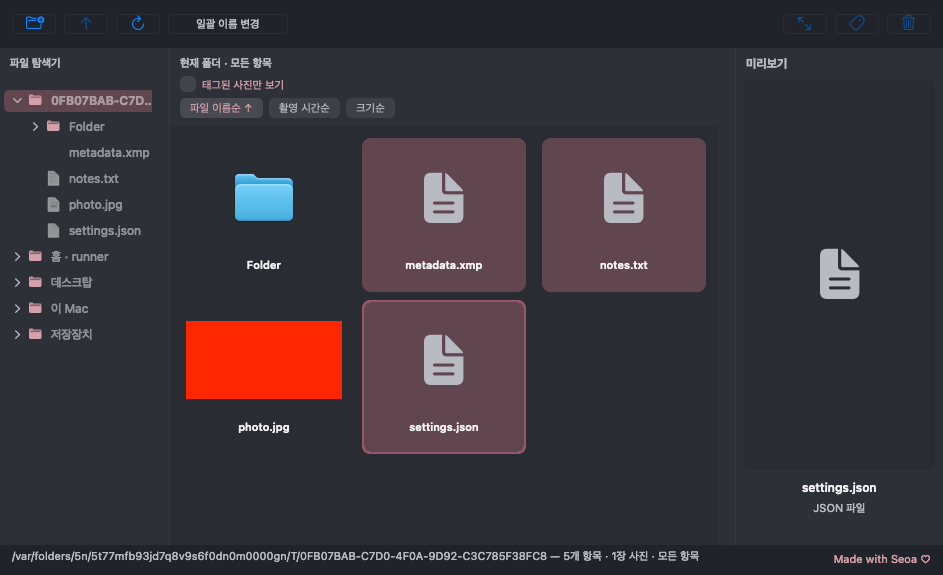 일괄 이름 변경
파일 탐색기
0FB07BAB-C7D..
Folder
metadata.xmp
notes.txt
photo.jpg
settings.json
홈 · runner
데스크탑
이 Mac
저장장치
현재 폴더 · 모든 항목
태그된 사진만 보기
파일 이름순 ↑ 촬영 시간순 크기순
Folder metadata.xmp notes.txt
photo.jpg settings.json
미리보기
settings.json
JSON 파일
/var/folders/5n/5t77mfb93jd7q8v9s6f0dn0m0000gn/T/0FB07BAB-C7D0-4F0A-9D92-C3C785F38FC8 — 5개 항목 · 1장 사진 · 모든 항목
Made with Seoa ♡